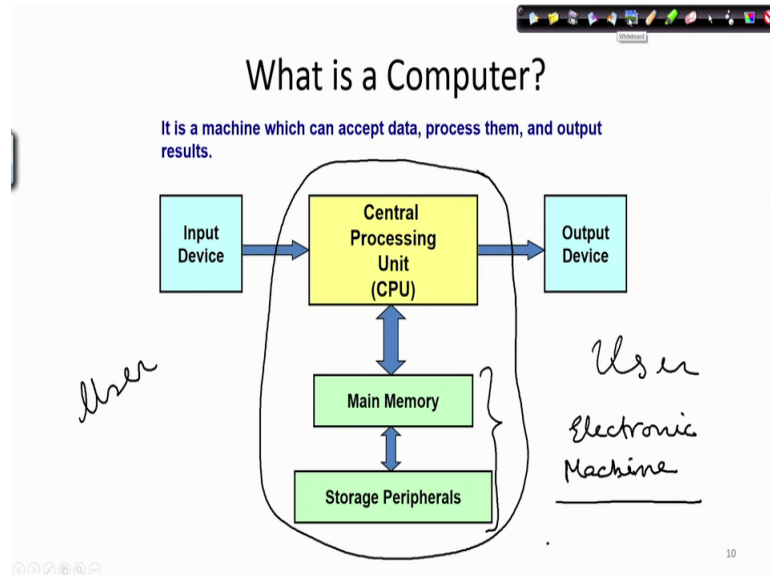 Whiteboard
What is a Computer?
It is a machine which can accept data, process them, and output
results.
Input
Device
Central
Processing
Unit
(CPU)
Output
Device
Main Memory
Storage Peripherals
User
User
Electronic
Machine
10